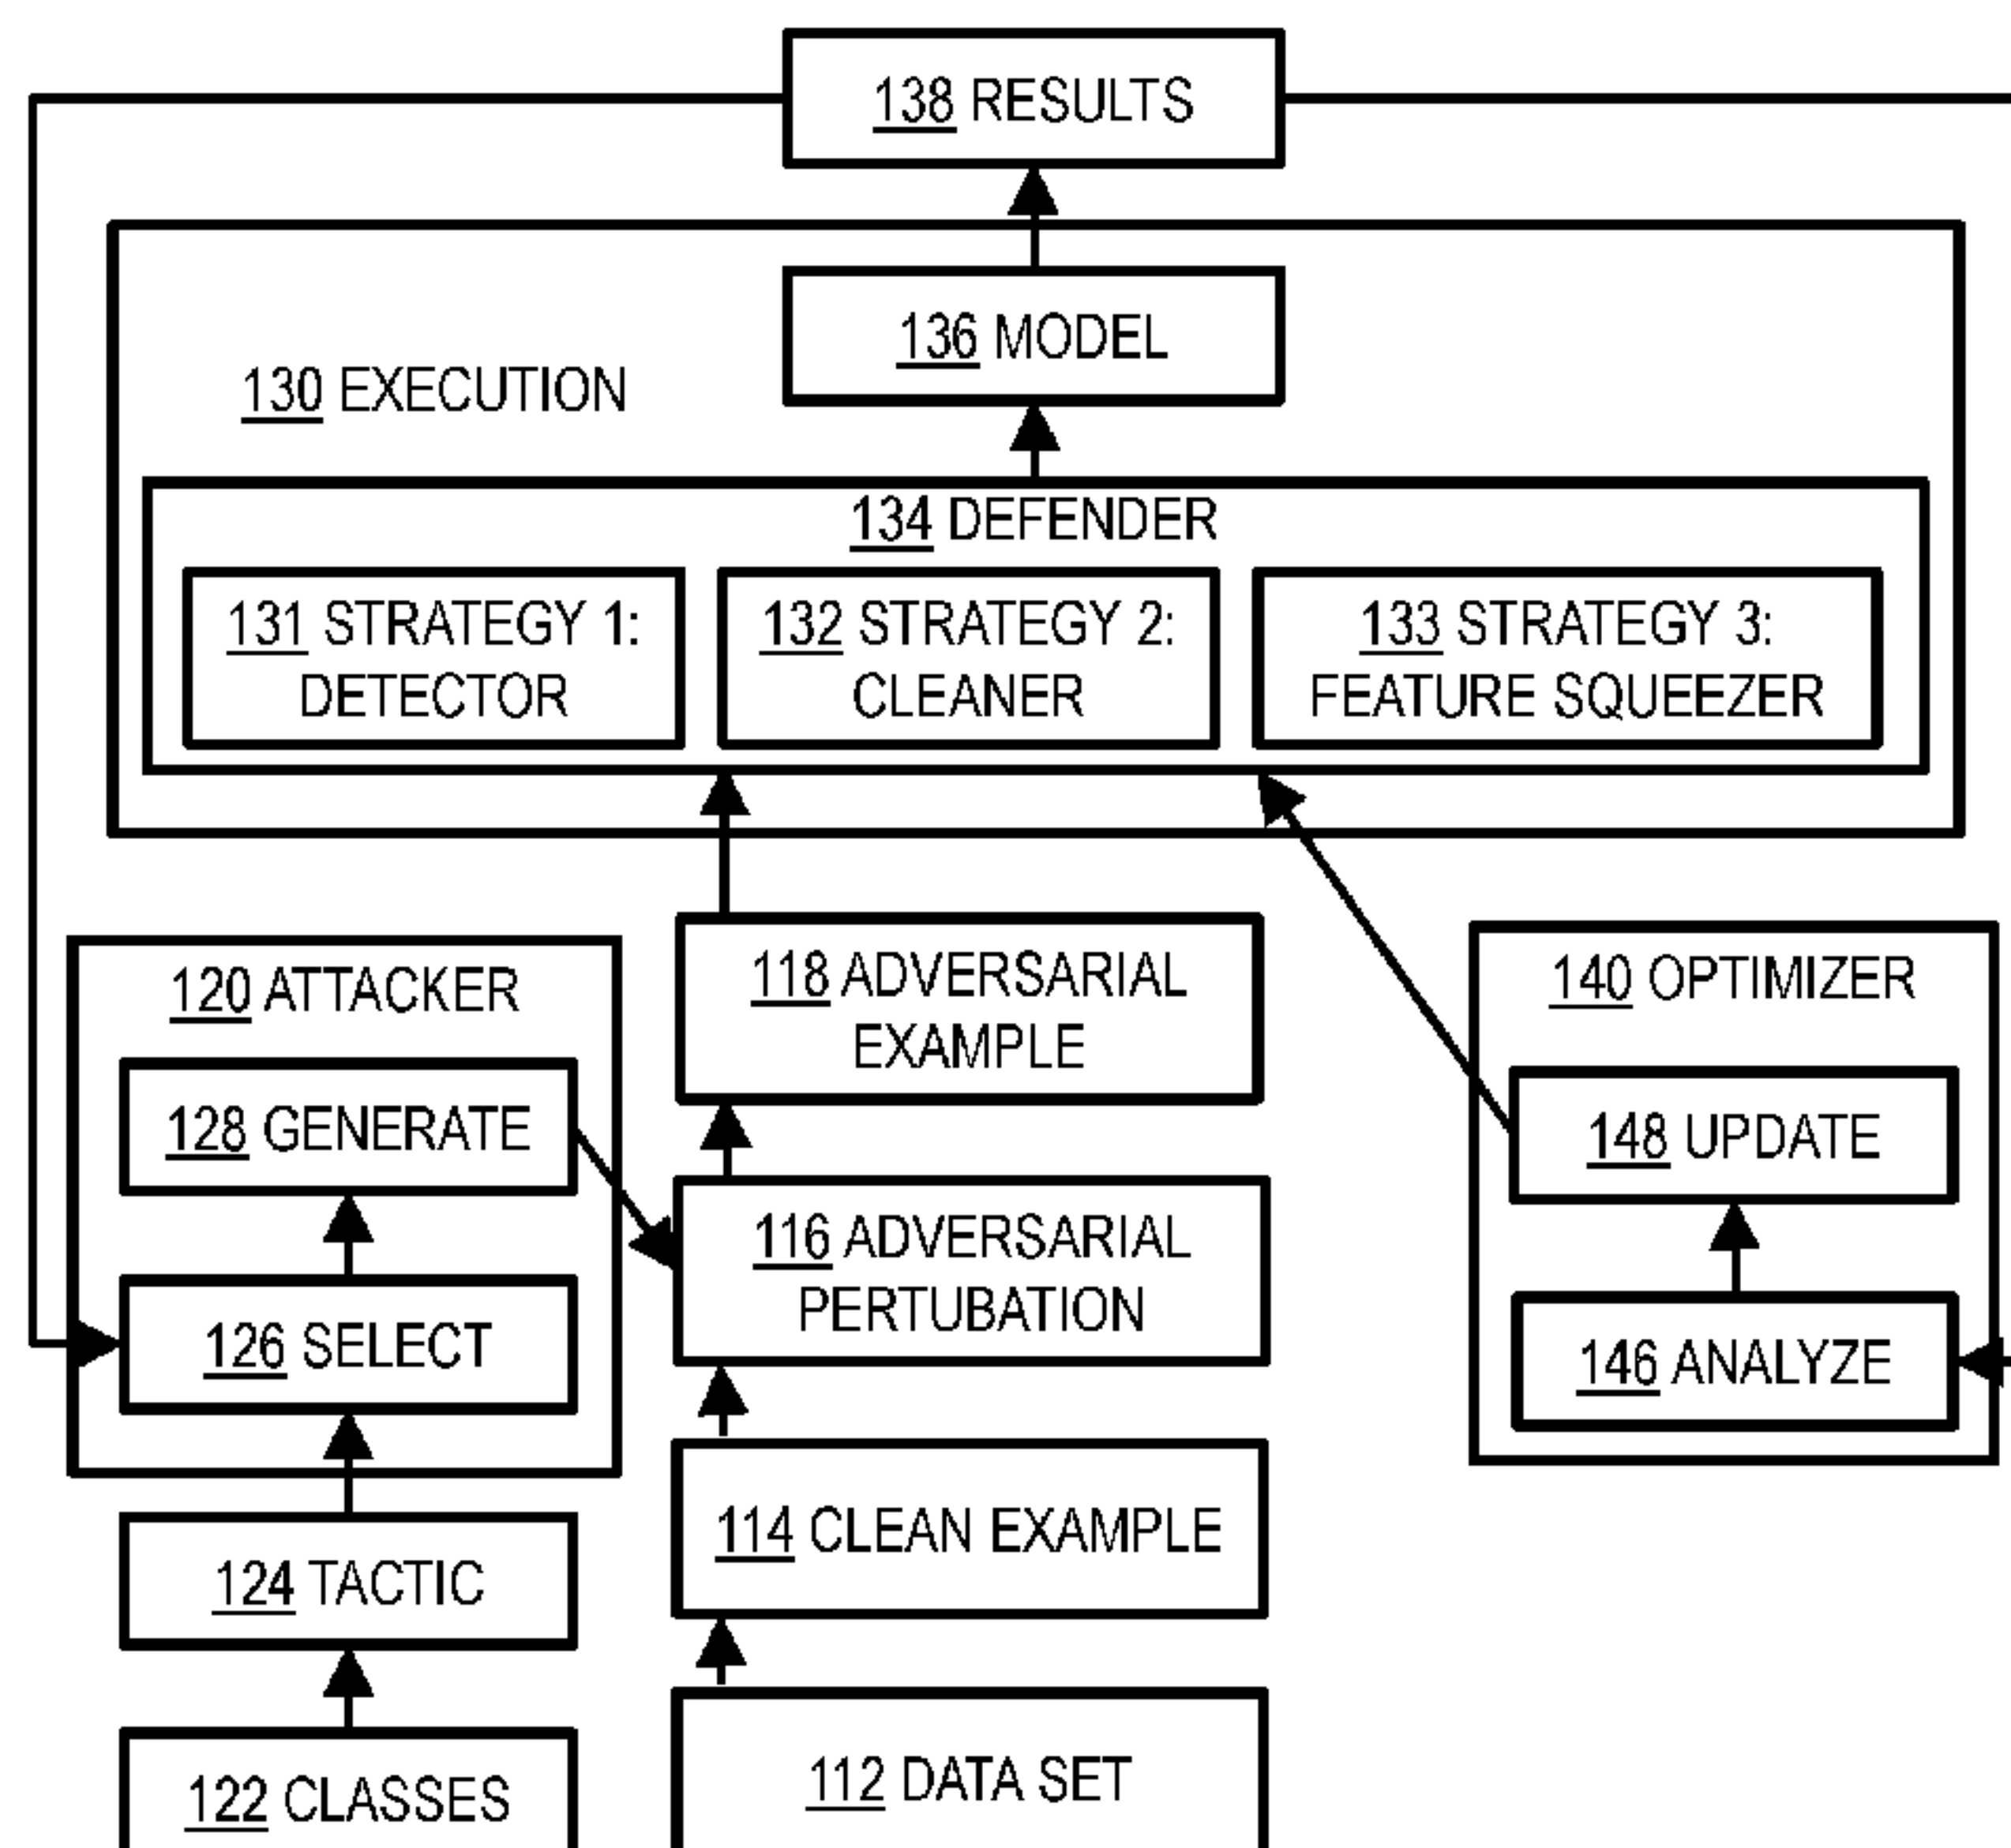 138 RESULTS
136 MODEL
130 EXECUTION
134 DEFENDER
131 STRATEGY 1:
DETECTOR
132 STRATEGY 2:
CLEANER
133 STRATEGY 3:
FEATURE SQUEEZER
120 ATTACKER
128 GENERATE
126 SELECT
124 TACTIC
122 CLASSES
118 ADVERSARIAL
EXAMPLE
116 ADVERSARIAL
PERTUBATION
114 CLEAN EXAMPLE
112 DATA SET
140 OPTIMIZER
148 UPDATE
146 ANALYZE